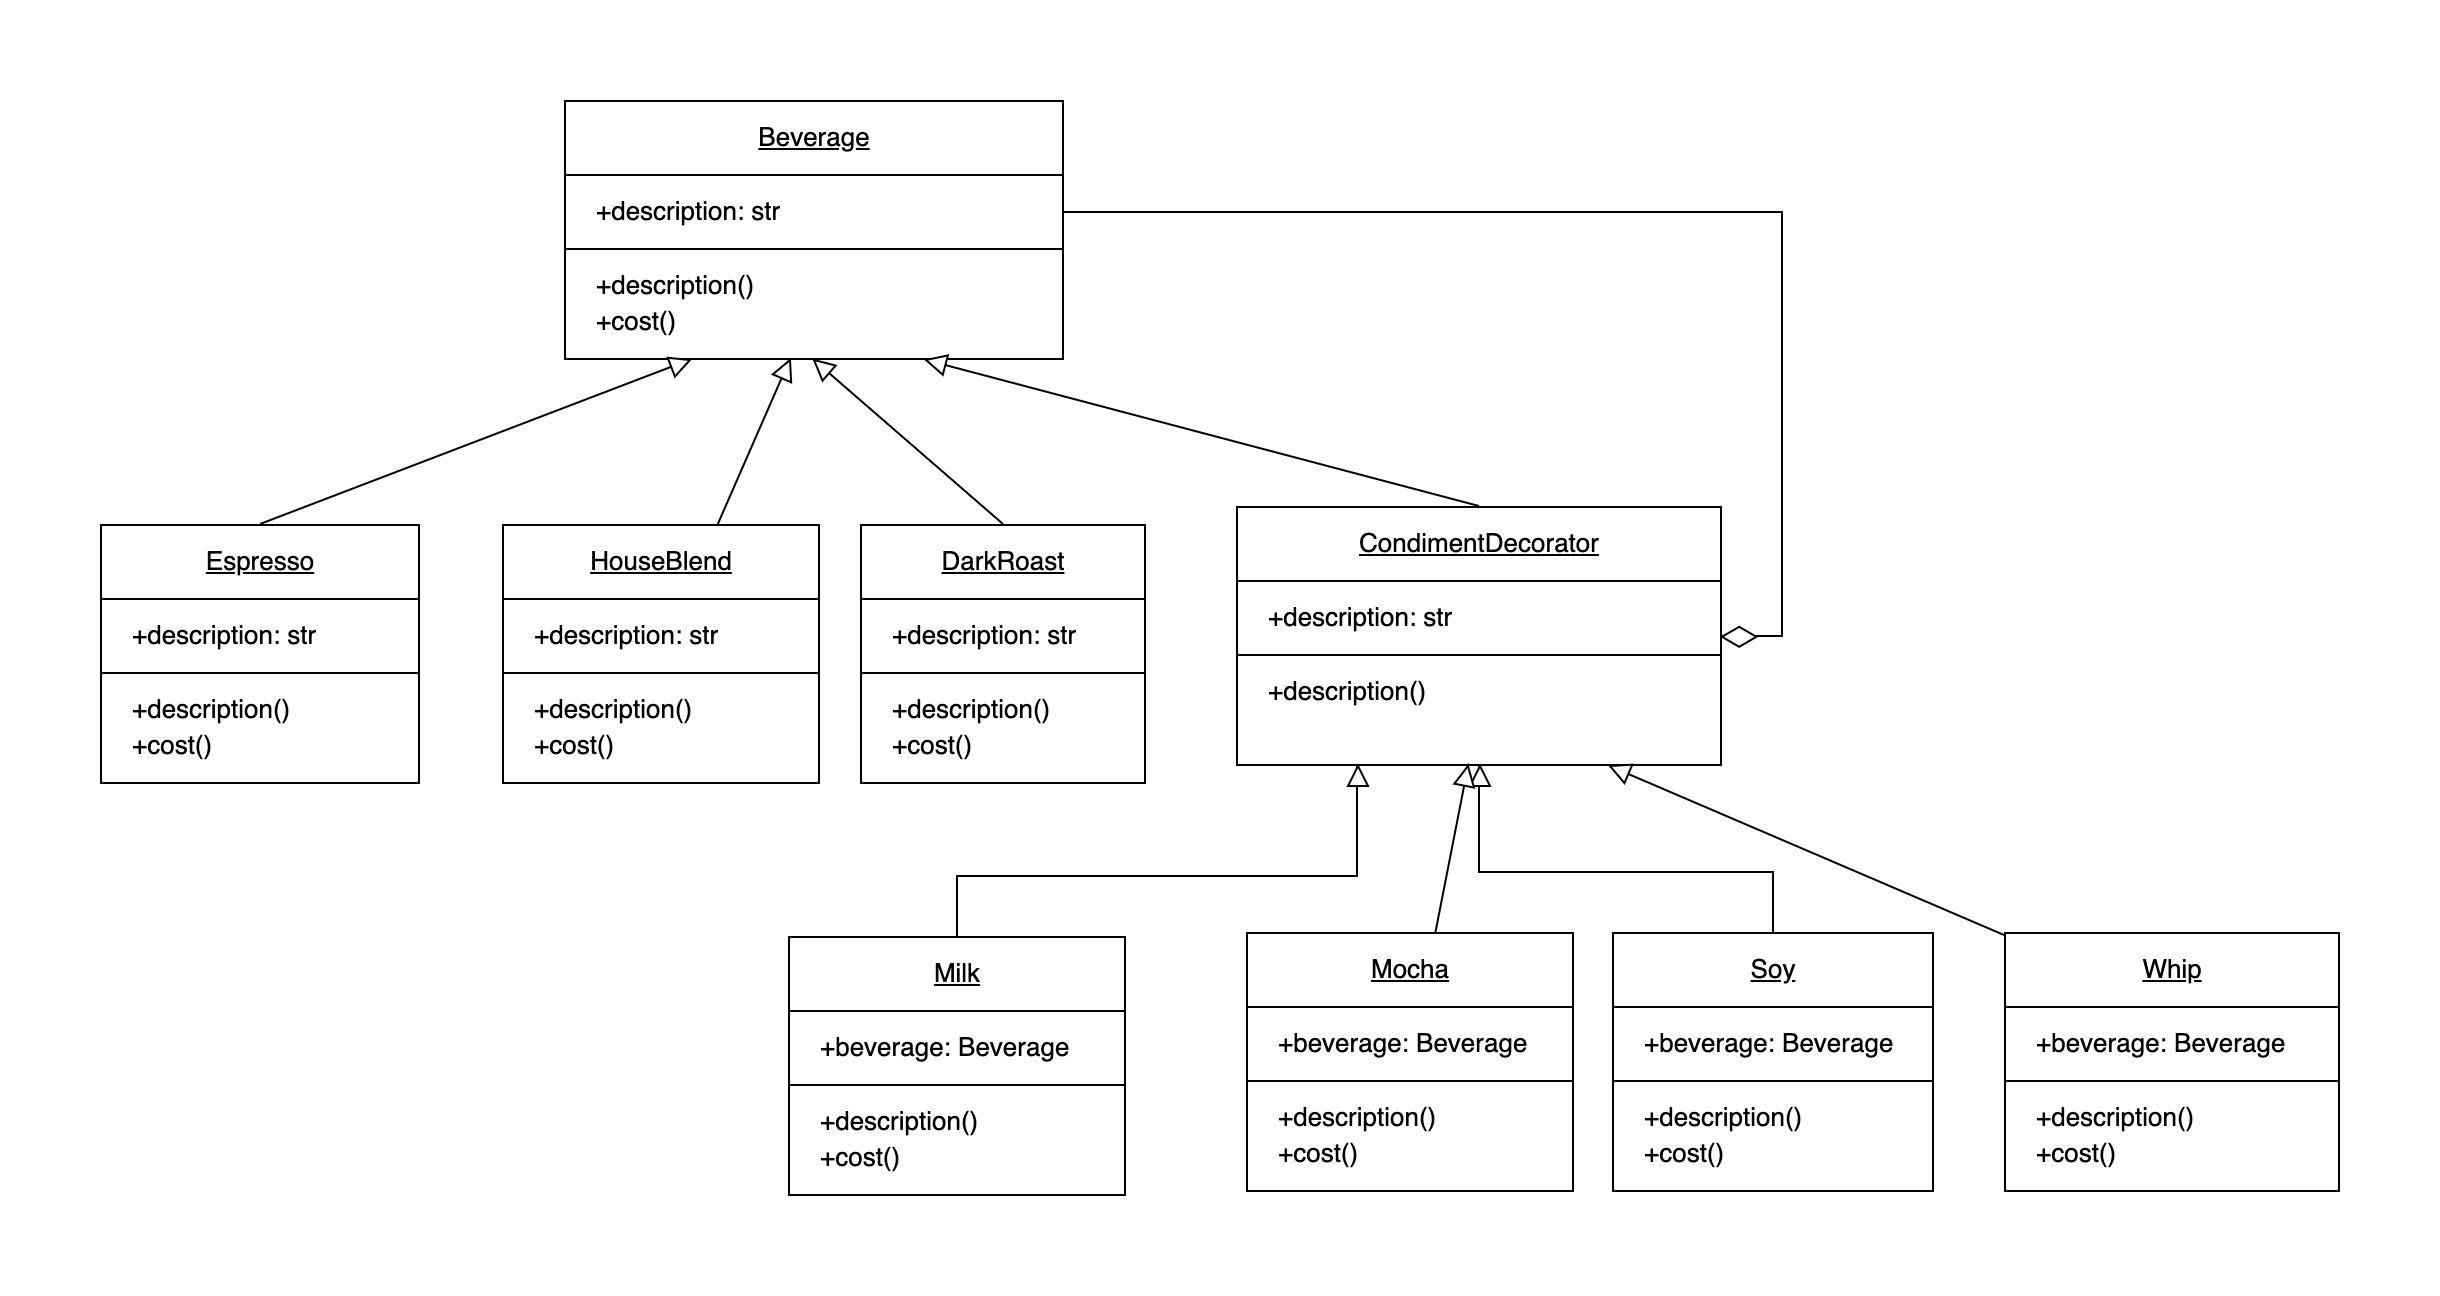 Beverage
+description: str
+description()
+cost()
Espresso
+description: str
+description()
+cost()
HouseBlend
+description: str
+description()
+cost()
DarkRoast
+description: str
+description()
+cost()
CondimentDecorator
+description: str
+description()
Milk
+beverage: Beverage
+description()
+cost()
Mocha
+beverage: Beverage
+description()
+cost()
Soy
+beverage: Beverage
+description()
+cost()
Whip
+beverage: Beverage
+description()
+cost()